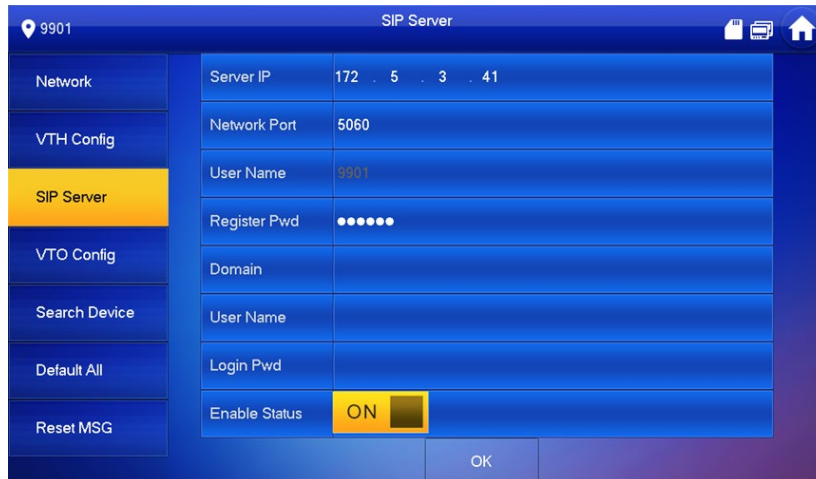 9901
SIP Server
Network
VTH Config
SIP Server
VTO Config
Search Device
Default All
Reset MSG
Server IP 172 . 5 . 3 . 41
Network Port 5060
User Name 9901
Register Pwd ●●●●●●
Domain
User Name
Login Pwd
Enable Status ON
OK